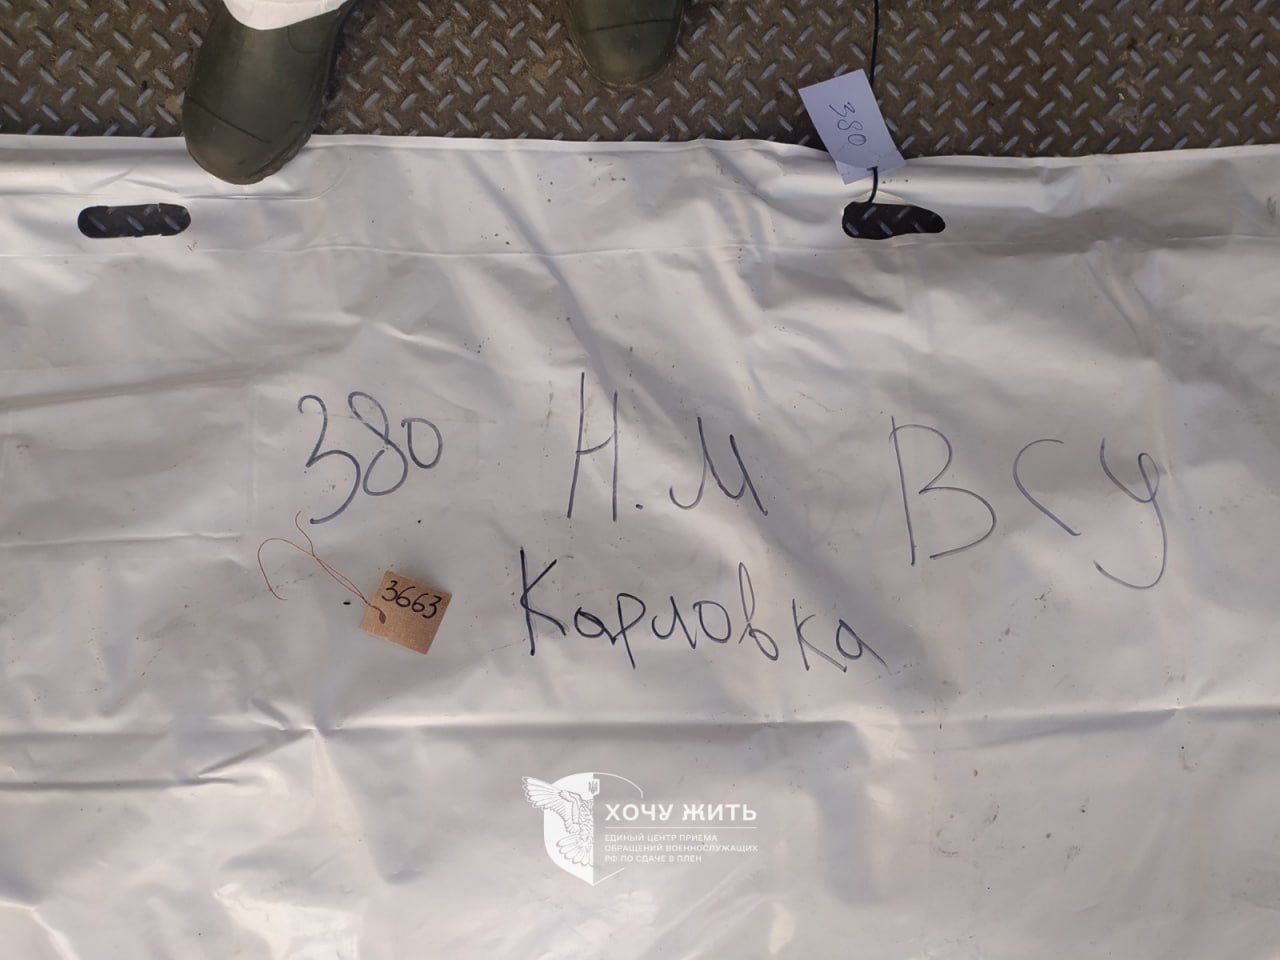 380
380 Н.М ВСУ
3663
Карловка
ХОЧУ ЖИТЬ
ЕДИНЫЙ ЦЕНТР ПРИЕМА
ОБРАЩЕНИЙ ВОЕННОСЛУЖАЩИХ
РФ ПО СДАЧЕ В ПЛЕН